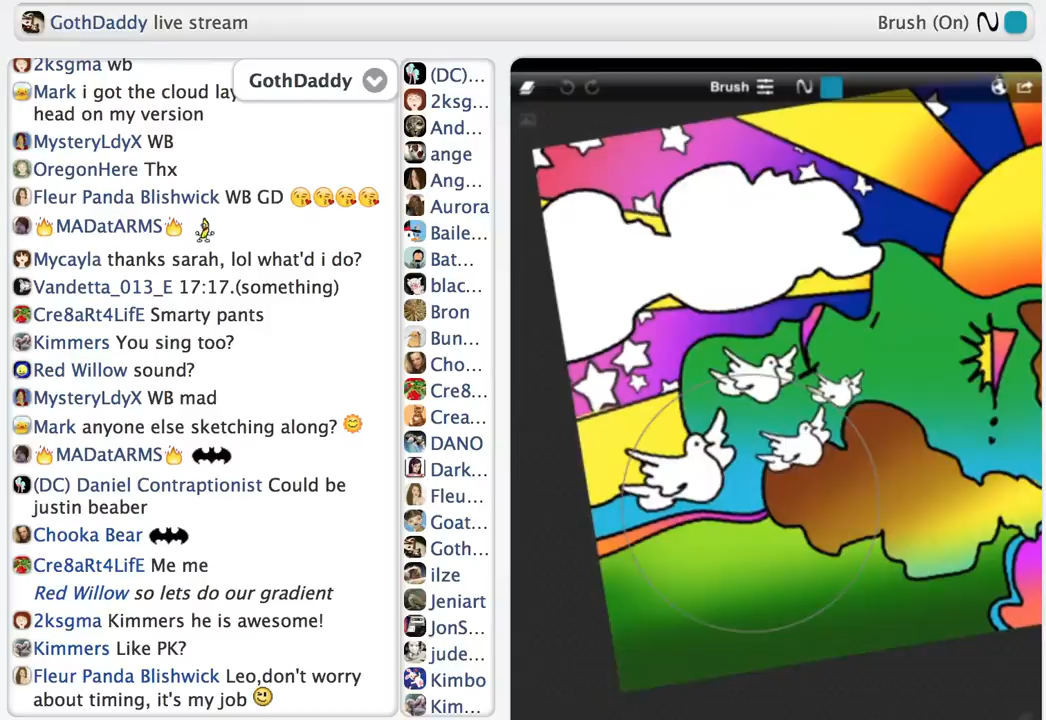 GothDaddy live stream
Brush (On)
2ksgma wb
GothDaddy
Mark i got the cloud lay
head on my version
MysteryLdyX WB
OregonHere Thx
Fleur Panda Blishwick WB GD
MADatARMS
Mycayla thanks sarah, lol what'd i do?
Vandetta_013_E 17:17.(something)
Cre8aRt4LifE Smarty pants
Kimmers You sing too?
Red Willow sound?
MysteryLdyX WB mad
Mark anyone else sketching along?
MADatARMS
(DC) Daniel Contraptionist Could be
justin beaber
Chooka Bear
Cre8aRt4LifE Me me
Red Willow so lets do our gradient
2ksgma Kimmers he is awesome!
Kimmers Like PK?
Fleur Panda Blishwick Leo,don't worry
about timing, it's my job
(DC)...
2ksg...
And...
ange
Ang...
Aurora
Baile...
Bat...
blac...
Bron
Bun...
Cho...
Cre8...
Crea...
DANO
Dark...
Fleu...
Goat...
Goth...
ilze
Jeniart
JonS...
jude...
Kimbo
Kim...
Brush